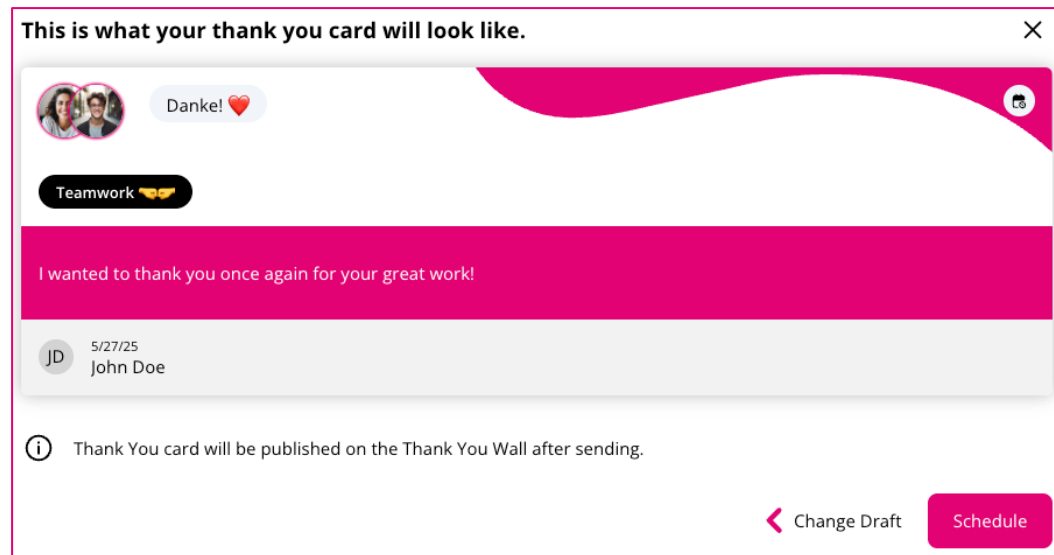 This is what your thank you card will look like.
Danke! ❤️
Teamwork 🤜🤛
I wanted to thank you once again for your great work!
JD
5/27/25
John Doe
Thank You card will be published on the Thank You Wall after sending.
Change Draft
Schedule